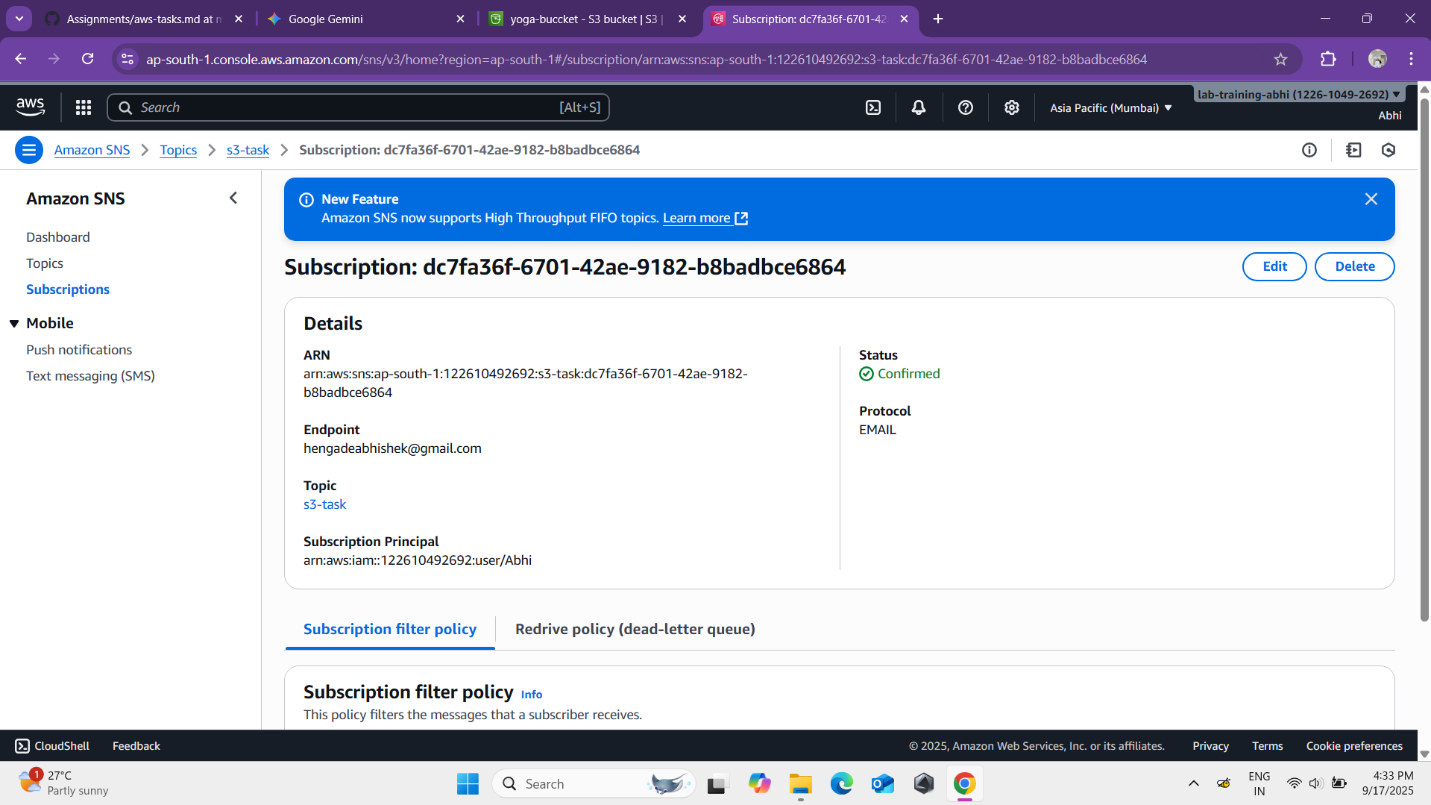 Assignments/aws-tasks.md at m
Google Gemini
yoga-buccket - S3 bucket | S3 |
Subscription: dc7fa36f-6701-42
ap-south-1.console.aws.amazon.com/sns/v3/home?region=ap-south-1#/subscription/arn:aws:sns:ap-south-1:122610492692:s3-task:dc7fa36f-6701-42ae-9182-b8badbce6864
aws
Search
[Alt+S]
Asia Pacific (Mumbai)
lab-training-abhi (1226-1049-2692)
Abhi
Amazon SNS
Topics
s3-task
Subscription: dc7fa36f-6701-42ae-9182-b8badbce6864
Amazon SNS
Dashboard
Topics
Subscriptions
Mobile
Push notifications
Text messaging (SMS)
New Feature
Amazon SNS now supports High Throughput FIFO topics. Learn more
Subscription: dc7fa36f-6701-42ae-9182-b8badbce6864
Edit
Delete
Details
ARN
arn:aws:sns:ap-south-1:122610492692:s3-task:dc7fa36f-6701-42ae-9182-
b8badbce6864
Endpoint
hengadeabhishek@gmail.com
Topic
s3-task
Subscription Principal
arn:aws:iam::122610492692:user/Abhi
Status
Confirmed
Protocol
EMAIL
Subscription filter policy
Redrive policy (dead-letter queue)
Subscription filter policy Info
This policy filters the messages that a subscriber receives.
CloudShell
Feedback
© 2025, Amazon Web Services, Inc. or its affiliates.
Privacy
Terms
Cookie preferences
1
27°C
Partly sunny
Search
ENG
IN
4:33 PM
9/17/2025